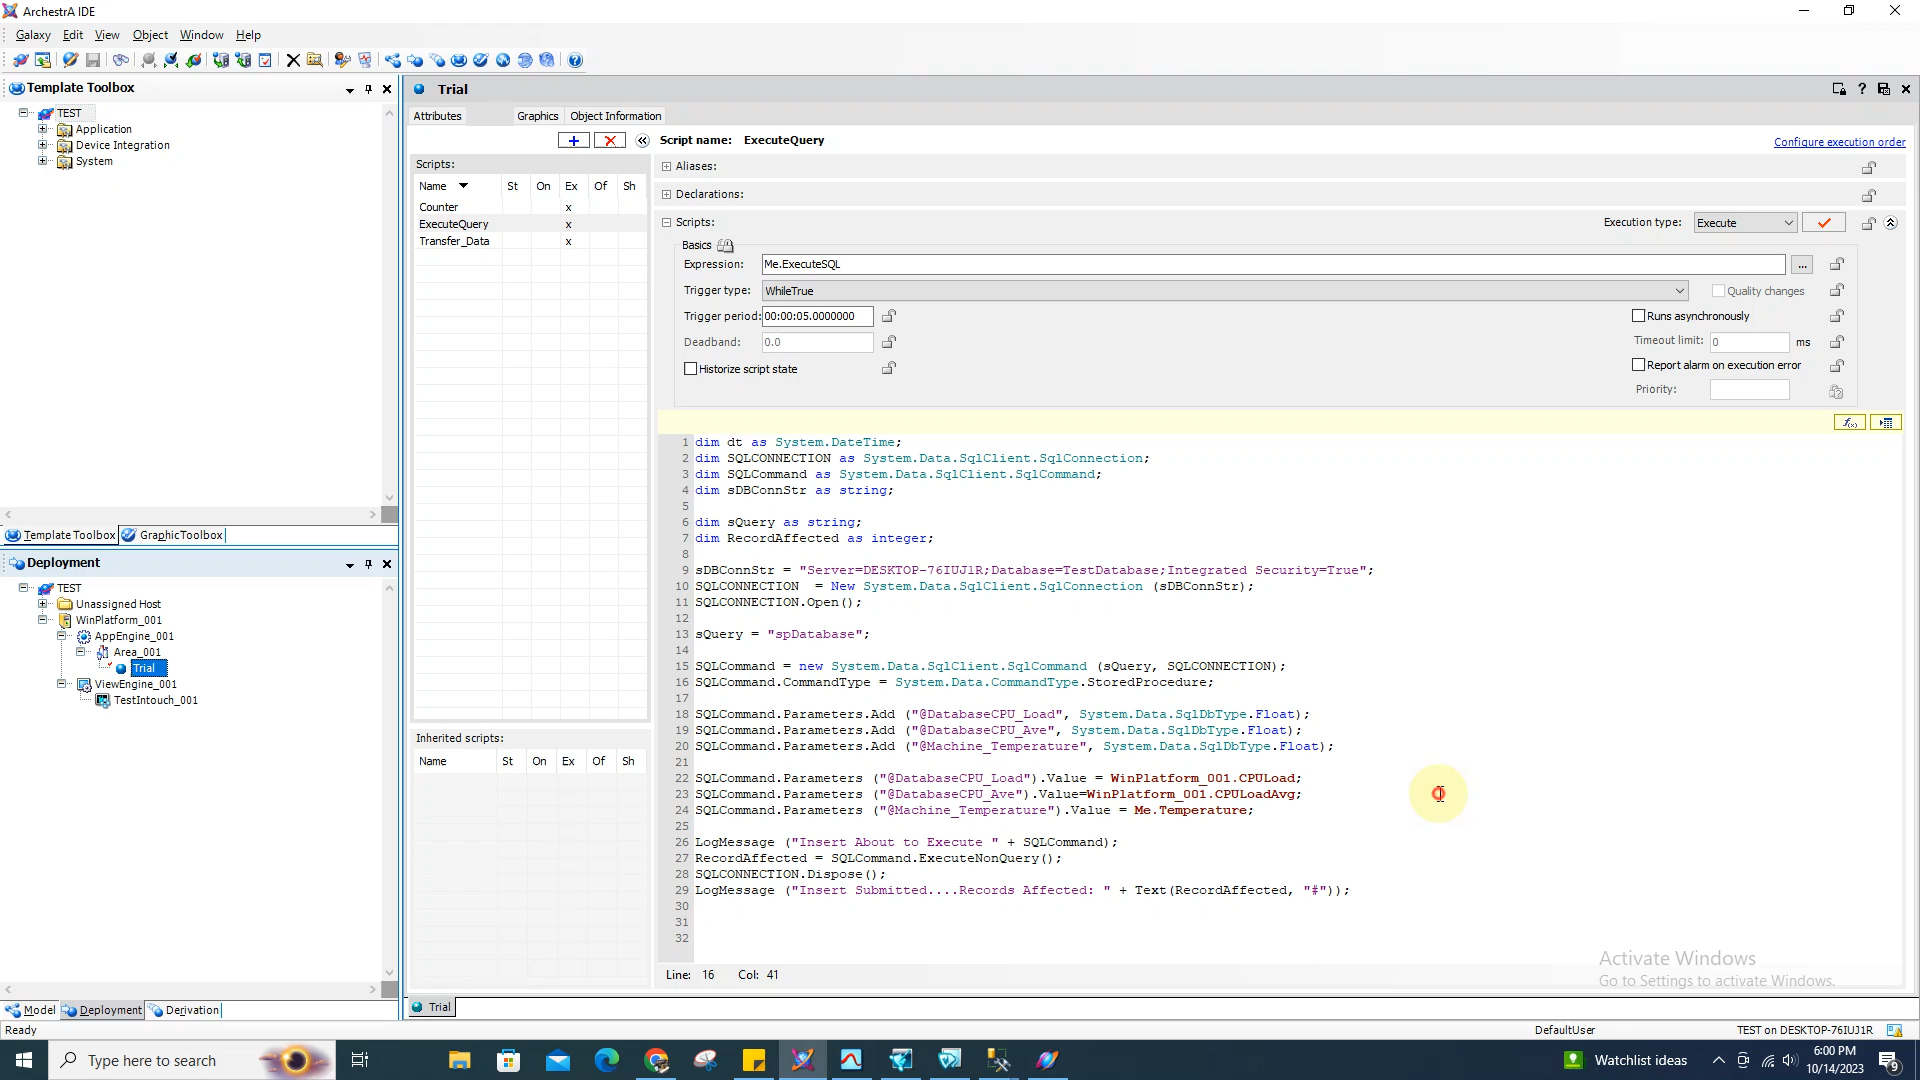 ArchestrA IDE
Galaxy Edit View Object Window Help
Template Toolbox
TEST
Application
Device Integration
System
Template Toolbox GraphicToolbox
Deployment
TEST
Unassigned Host
WinPlatform_001
AppEngine_001
Area_001
Trial
ViewEngine_001
TestIntouch_001
Model Deployment Derivation
Ready
Trial
Attributes Graphics Object Information
Script name: ExecuteQuery
Configure execution order
Scripts:
Name St On Ex Of Sh
Counter x
ExecuteQuery x
Transfer_Data x
Inherited scripts:
Name St On Ex Of Sh
Aliases:
Declarations:
Scripts:
Execution type: Execute
Basics
Expression: Me.ExecuteSQL ...
Trigger type: WhileTrue Quality changes
Trigger period: 00:00:05.0000000 Runs asynchronously
Deadband: 0.0 Timeout limit: 0 ms
Historize script state Report alarm on execution error
Priority:
1 dim dt as System.DateTime;
2 dim SQLCONNECTION as System.Data.SqlClient.SqlConnection;
3 dim SQLCommand as System.Data.SqlClient.SqlCommand;
4 dim sDBConnStr as string;
5
6 dim sQuery as string;
7 dim RecordAffected as integer;
8
9 sDBConnStr = "Server=DESKTOP-76IUJ1R;Database=TestDatabase;Integrated Security=True";
10 SQLCONNECTION = New System.Data.SqlClient.SqlConnection (sDBConnStr);
11 SQLCONNECTION.Open();
12
13 sQuery = "spDatabase";
14
15 SQLCommand = new System.Data.SqlClient.SqlCommand (sQuery, SQLCONNECTION);
16 SQLCommand.CommandType = System.Data.CommandType.StoredProcedure;
17
18 SQLCommand.Parameters.Add ("@DatabaseCPU_Load", System.Data.SqlDbType.Float);
19 SQLCommand.Parameters.Add ("@DatabaseCPU_Ave", System.Data.SqlDbType.Float);
20 SQLCommand.Parameters.Add ("@Machine_Temperature", System.Data.SqlDbType.Float);
21
22 SQLCommand.Parameters ("@DatabaseCPU_Load").Value = WinPlatform_001.CPULoad;
23 SQLCommand.Parameters ("@DatabaseCPU_Ave").Value=WinPlatform_001.CPULoadAvg;
24 SQLCommand.Parameters ("@Machine_Temperature").Value = Me.Temperature;
25
26 LogMessage ("Insert About to Execute " + SQLCommand);
27 RecordAffected = SQLCommand.ExecuteNonQuery();
28 SQLCONNECTION.Dispose();
29 LogMessage ("Insert Submitted....Records Affected: " + Text(RecordAffected, "#"));
30
31
32
Line: 16 Col: 41
Activate Windows
Go to Settings to activate Windows.
Trial
DefaultUser TEST on DESKTOP-76IUJ1R
Type here to search
Watchlist ideas
6:00 PM
10/14/2023
9